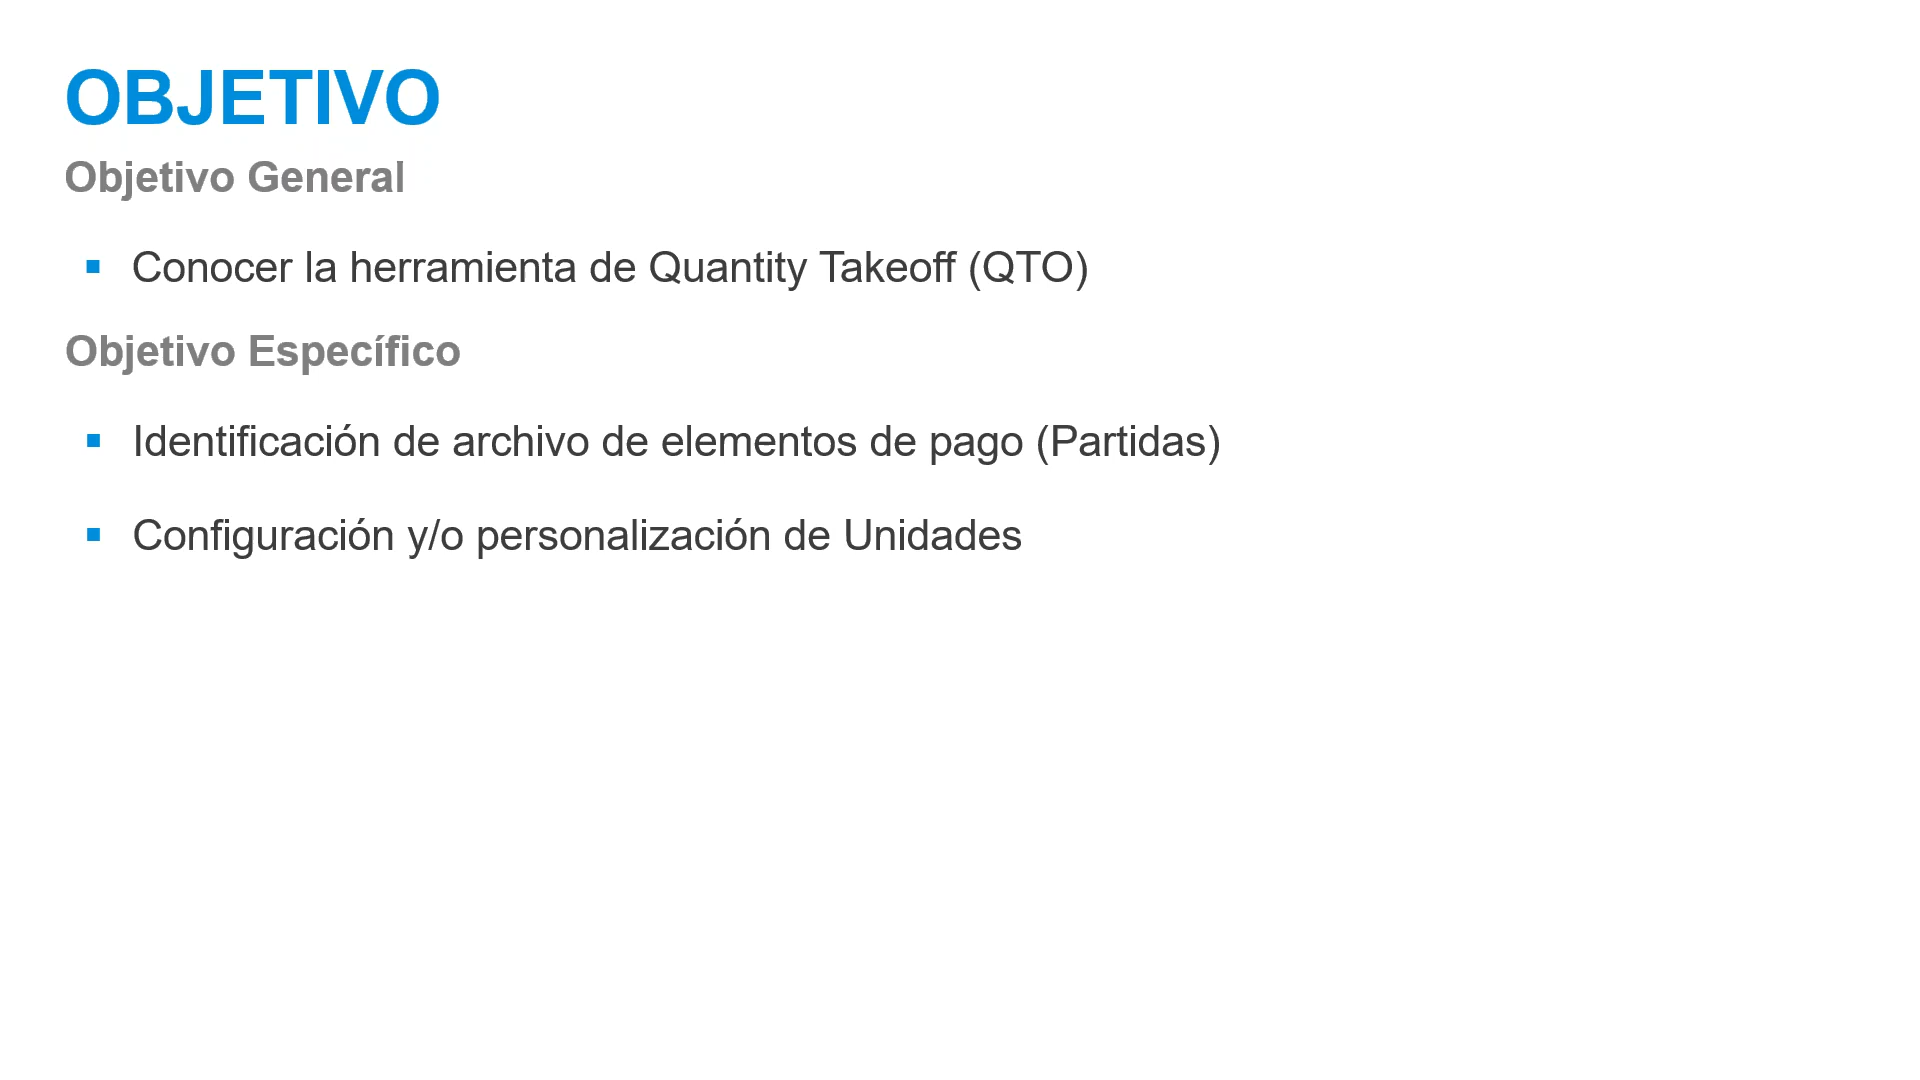 OBJETIVO
Objetivo General
▪ Conocer la herramienta de Quantity Takeoff (QTO)
Objetivo Específico
▪ Identificación de archivo de elementos de pago (Partidas)
▪ Configuración y/o personalización de Unidades